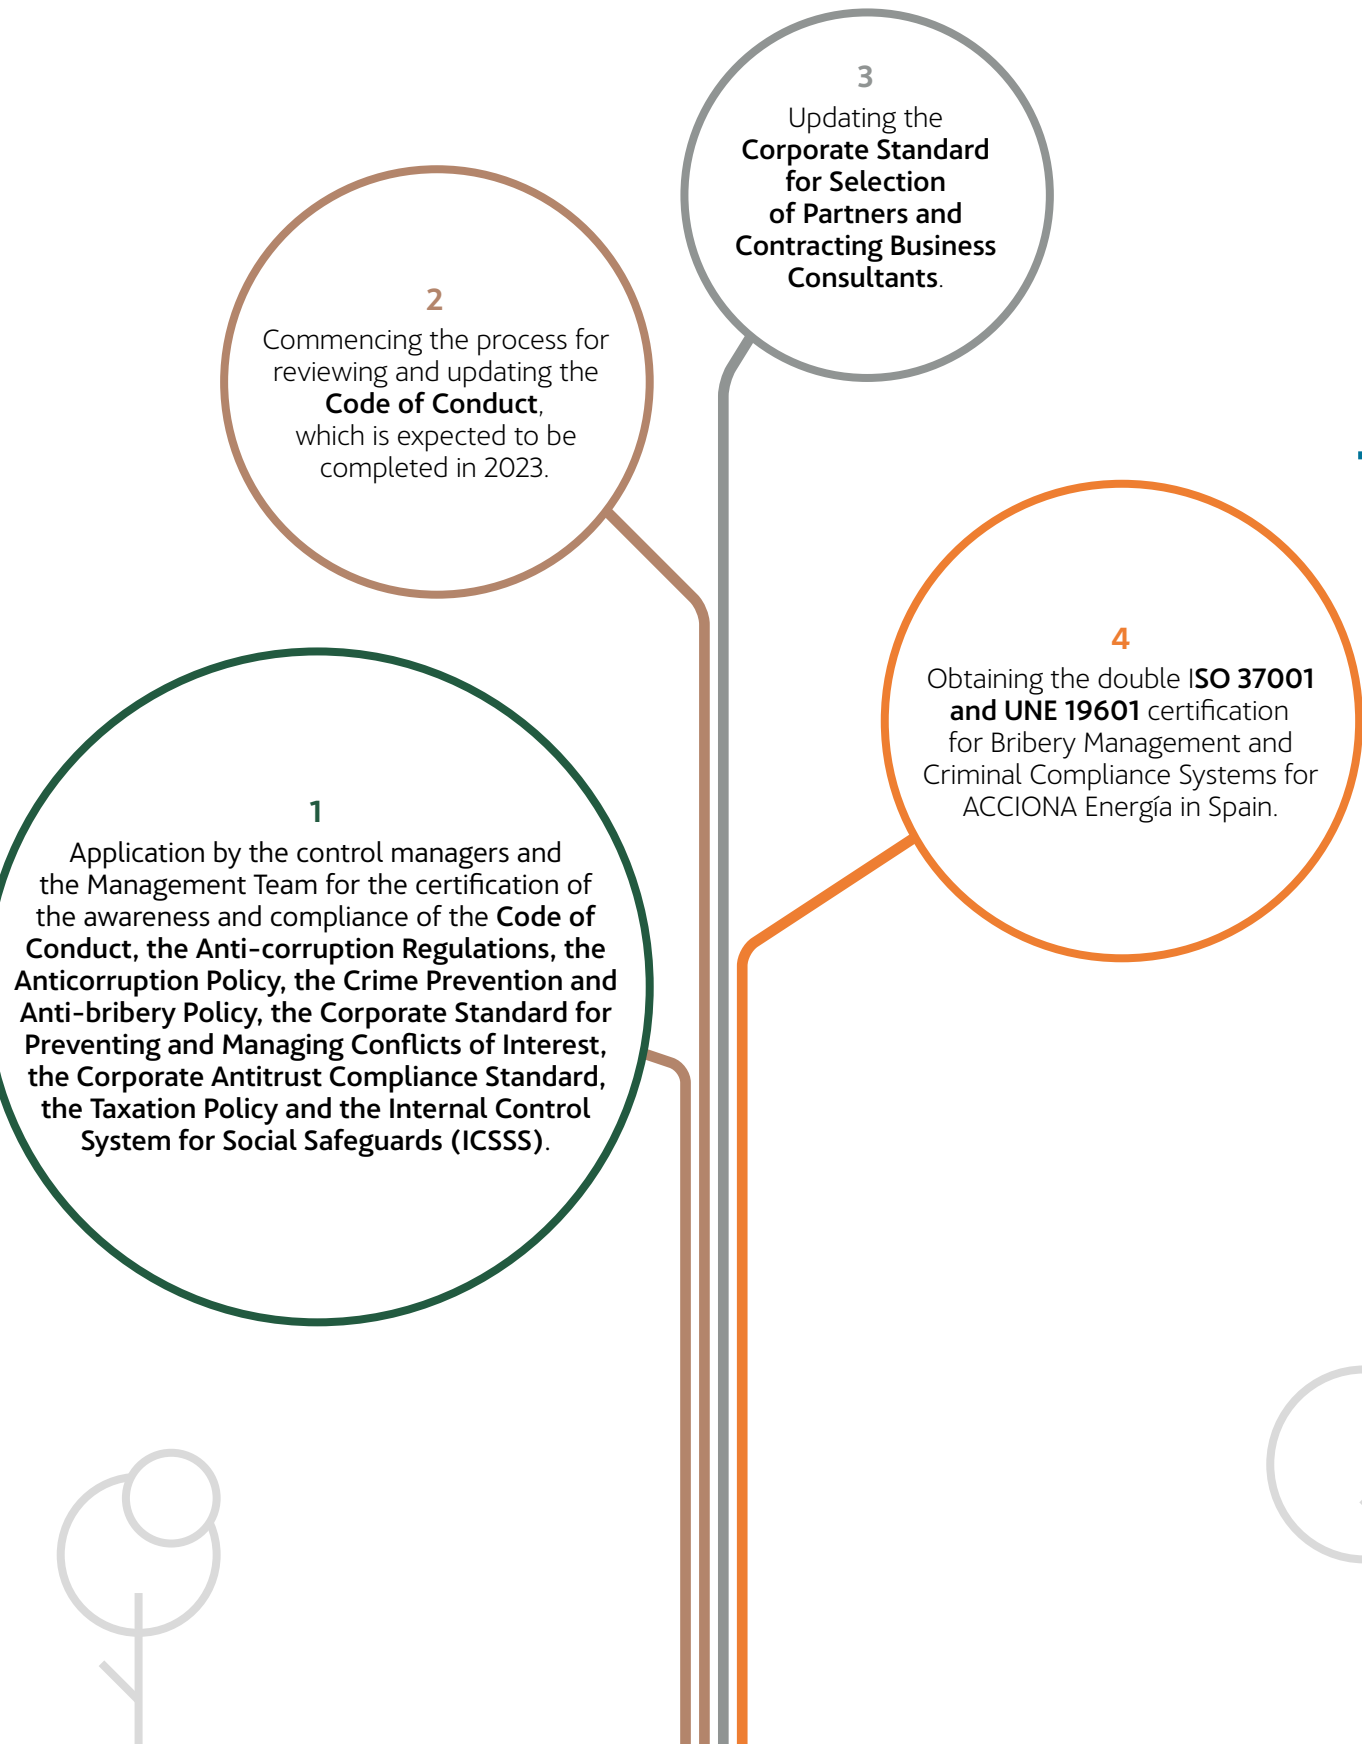 3
Updating the
Corporate Standard
for Selection
of Partners and
Contracting Business
Consultants.
2
Commencing the process for
reviewing and updating the
Code of Conduct,
which is expected to be
completed in 2023.
4
Obtaining the double ISO 37001
and UNE 19601 certification
for Bribery Management and
Criminal Compliance Systems for
ACCIONA Energía in Spain.
1
Application by the control managers and
the Management Team for the certification of
the awareness and compliance of the Code of
Conduct, the Anti-corruption Regulations, the
Anticorruption Policy, the Crime Prevention and
Anti-bribery Policy, the Corporate Standard for
Preventing and Managing Conflicts of Interest,
the Corporate Antitrust Compliance Standard,
the Taxation Policy and the Internal Control
System for Social Safeguards (ICSSS).